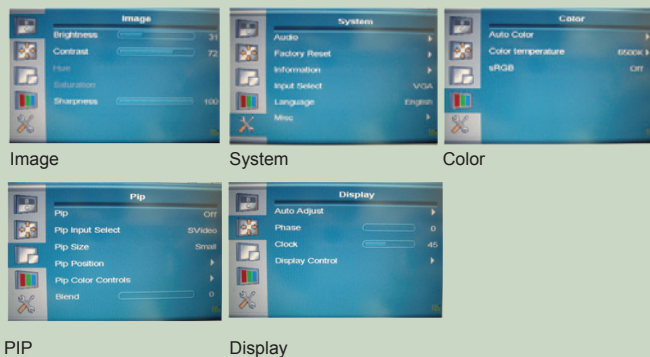 Image
Brightness 31
Contrast 72
Hue
Saturation
Sharpness 100
System
Audio
Factory Reset
Information
Input Select VGA
Language English
Misc
Color
Auto Color
Color temperature 6500K
sRGB Off
Image
System
Color
Pip
Pip Off
Pip Input Select SVideo
Pip Size Small
Pip Position
Pip Color Controls
Blend 0
Display
Auto Adjust
Phase 0
Clock 45
Display Control
PIP
Display